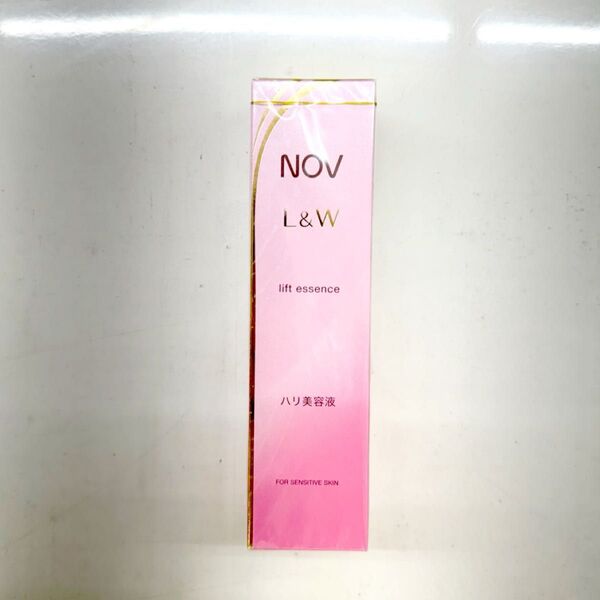 NOV
L&W
lift essence
ハリ美容液
FOR SENSITIVE SKIN